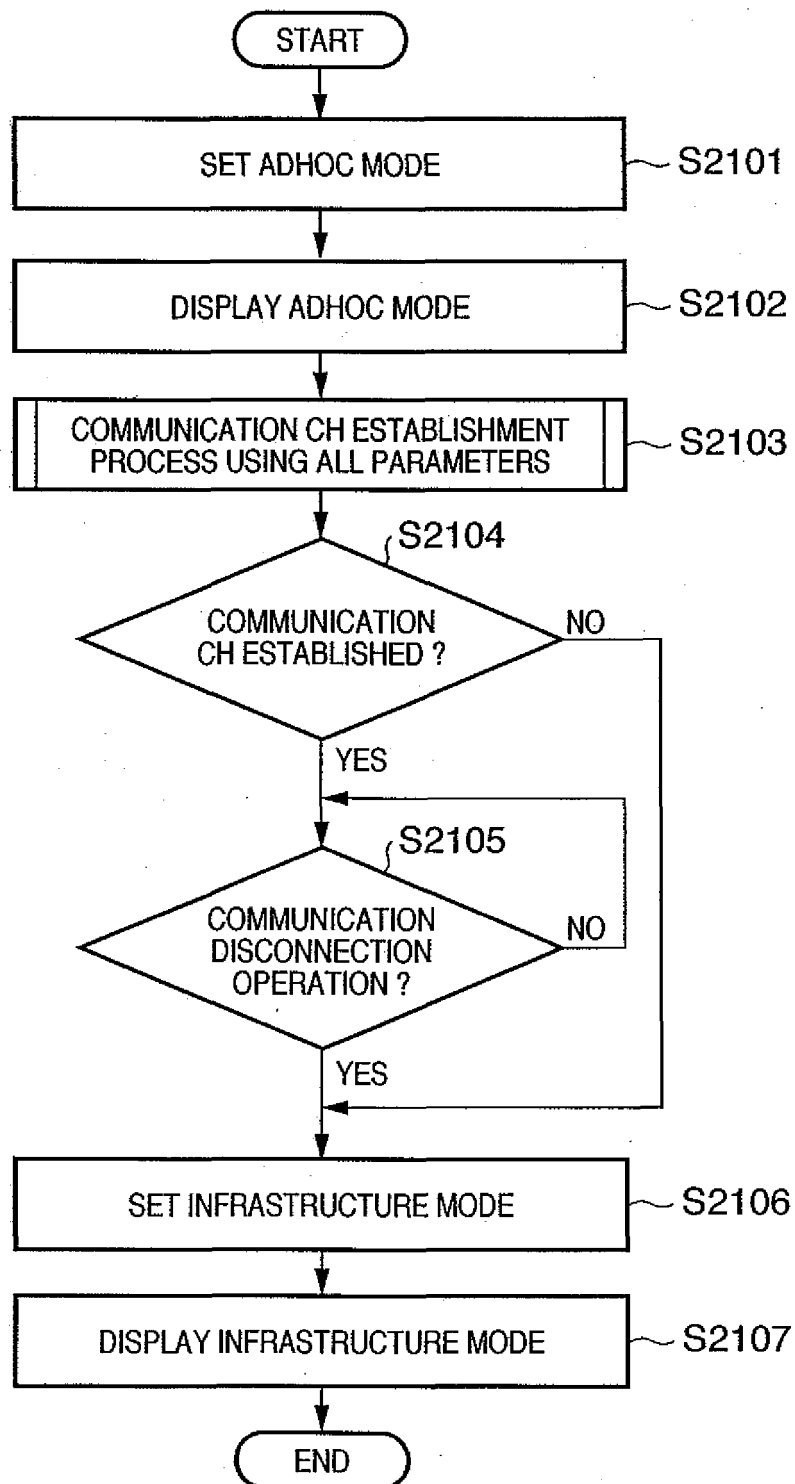 START
SET ADHOC MODE
S2101
DISPLAY ADHOC MODE
S2102
COMMUNICATION CH ESTABLISHMENT
PROCESS USING ALL PARAMETERS
S2103
S2104
COMMUNICATION
CH ESTABLISHED ?
NO
YES
S2105
COMMUNICATION
DISCONNECTION
OPERATION ?
NO
YES
SET INFRASTRUCTURE MODE
S2106
DISPLAY INFRASTRUCTURE MODE
S2107
END